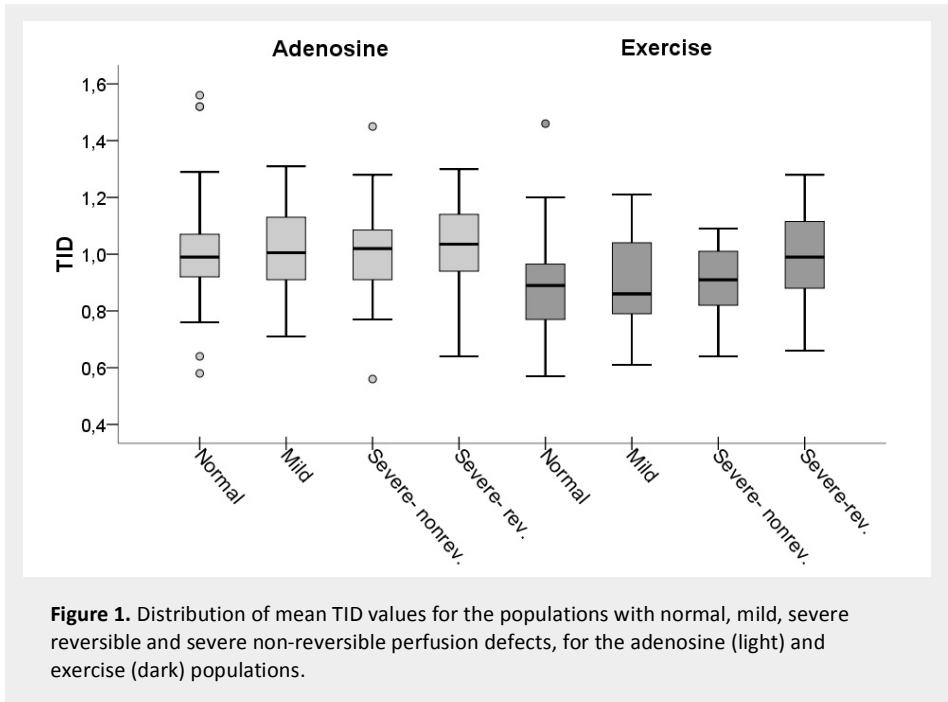 Adenosine Exercise
1,6
1,4
1,2
1,0
0,8
0,6
0,4
TID
Normal
Mild
Severe- nonrev.
Severe- rev.
Normal
Mild
Severe- nonrev.
Severe-rev.
Figure 1. Distribution of mean TID values for the populations with normal, mild, severe
reversible and severe non-reversible perfusion defects, for the adenosine (light) and
exercise (dark) populations.